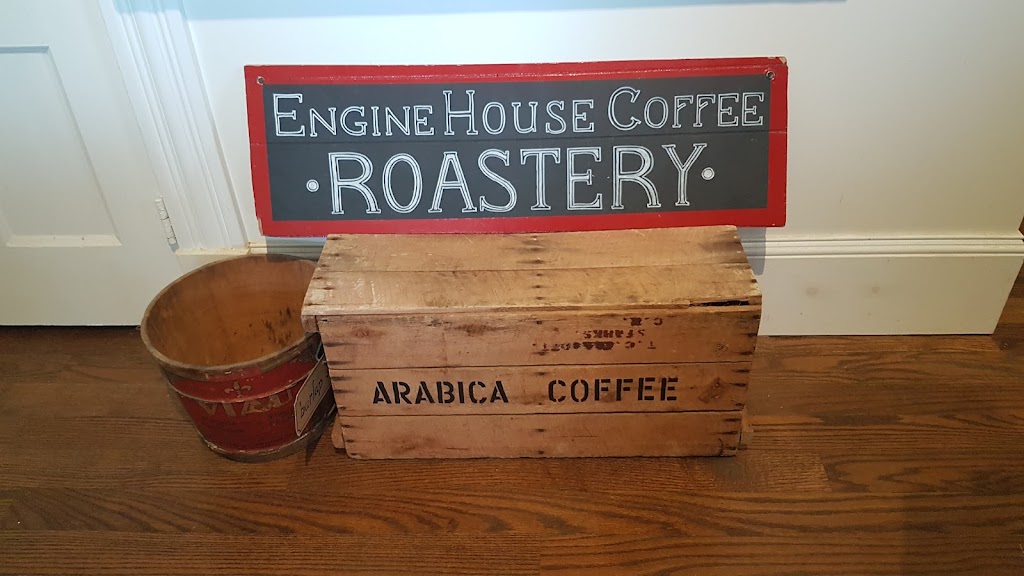 ENGINE HOUSE COFFEE
• ROASTERY •
ARABICA COFFEE